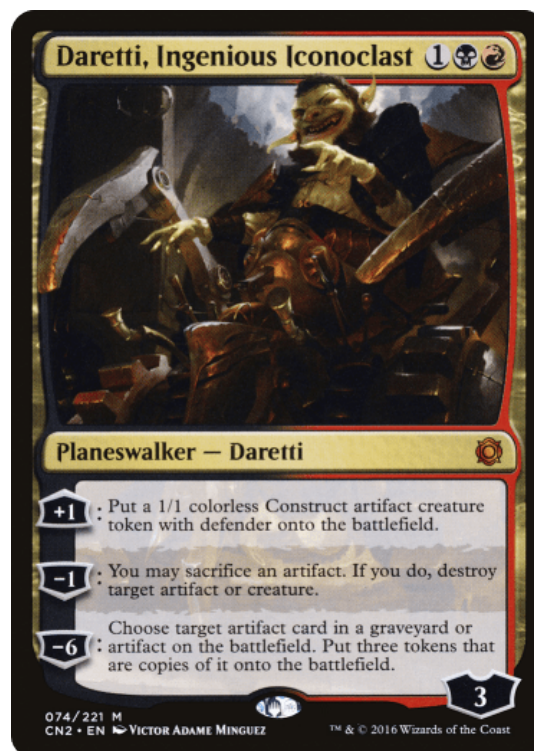 Daretti, Ingenious Iconoclast 1
Planeswalker — Daretti
+1 : Put a 1/1 colorless Construct artifact creature
token with defender onto the battlefield.
−1 : You may sacrifice an artifact. If you do, destroy
target artifact or creature.
−6 : Choose target artifact card in a graveyard or
artifact on the battlefield. Put three tokens that
are copies of it onto the battlefield.
3
074/221 M
CN2 • EN VICTOR ADAME MINGUEZ
™ & © 2016 Wizards of the Coast